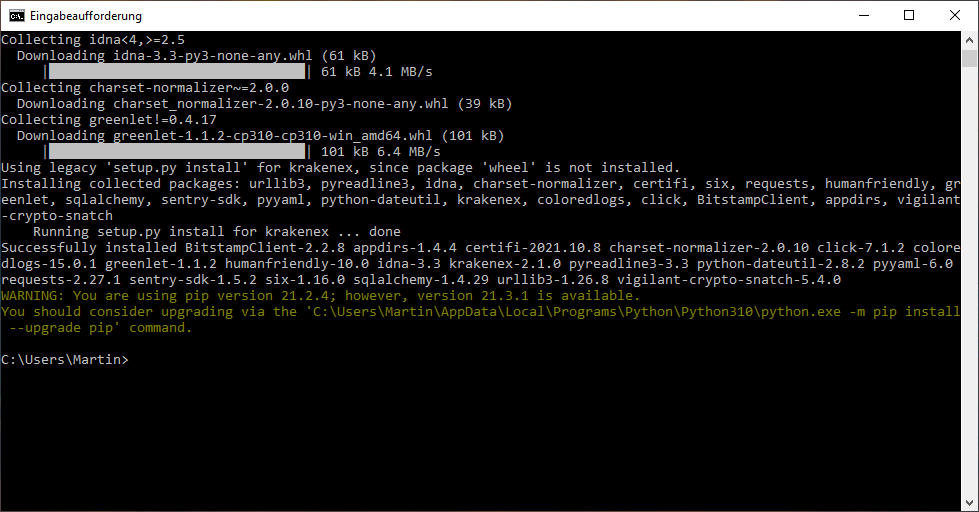 Eingabeaufforderung
Collecting idna<4,>=2.5
  Downloading idna-3.3-py3-none-any.whl (61 kB)
     |████████████████████████████████| 61 kB 4.1 MB/s
Collecting charset-normalizer~=2.0.0
  Downloading charset_normalizer-2.0.10-py3-none-any.whl (39 kB)
Collecting greenlet!=0.4.17
  Downloading greenlet-1.1.2-cp310-cp310-win_amd64.whl (101 kB)
     |████████████████████████████████| 101 kB 6.4 MB/s
Using legacy 'setup.py install' for krakenex, since package 'wheel' is not installed.
Installing collected packages: urllib3, pyreadline3, idna, charset-normalizer, certifi, six, requests, humanfriendly, gr
eenlet, sqlalchemy, sentry-sdk, pyyaml, python-dateutil, krakenex, coloredlogs, click, BitstampClient, appdirs, vigilant
-crypto-snatch
    Running setup.py install for krakenex ... done
Successfully installed BitstampClient-2.2.8 appdirs-1.4.4 certifi-2021.10.8 charset-normalizer-2.0.10 click-7.1.2 colore
dlogs-15.0.1 greenlet-1.1.2 humanfriendly-10.0 idna-3.3 krakenex-2.1.0 pyreadline3-3.3 python-dateutil-2.8.2 pyyaml-6.0
requests-2.27.1 sentry-sdk-1.5.2 six-1.16.0 sqlalchemy-1.4.29 urllib3-1.26.8 vigilant-crypto-snatch-5.4.0
WARNING: You are using pip version 21.2.4; however, version 21.3.1 is available.
You should consider upgrading via the 'C:\Users\Martin\AppData\Local\Programs\Python\Python310\python.exe -m pip install
 --upgrade pip' command.
C:\Users\Martin>